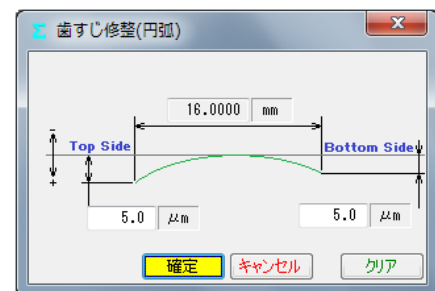 Σ 歯すじ修整(円弧)
x
16.0000 mm
-
Top Side
Bottom Side
+
5.0 μm
5.0 μm
確定 キャンセル クリア